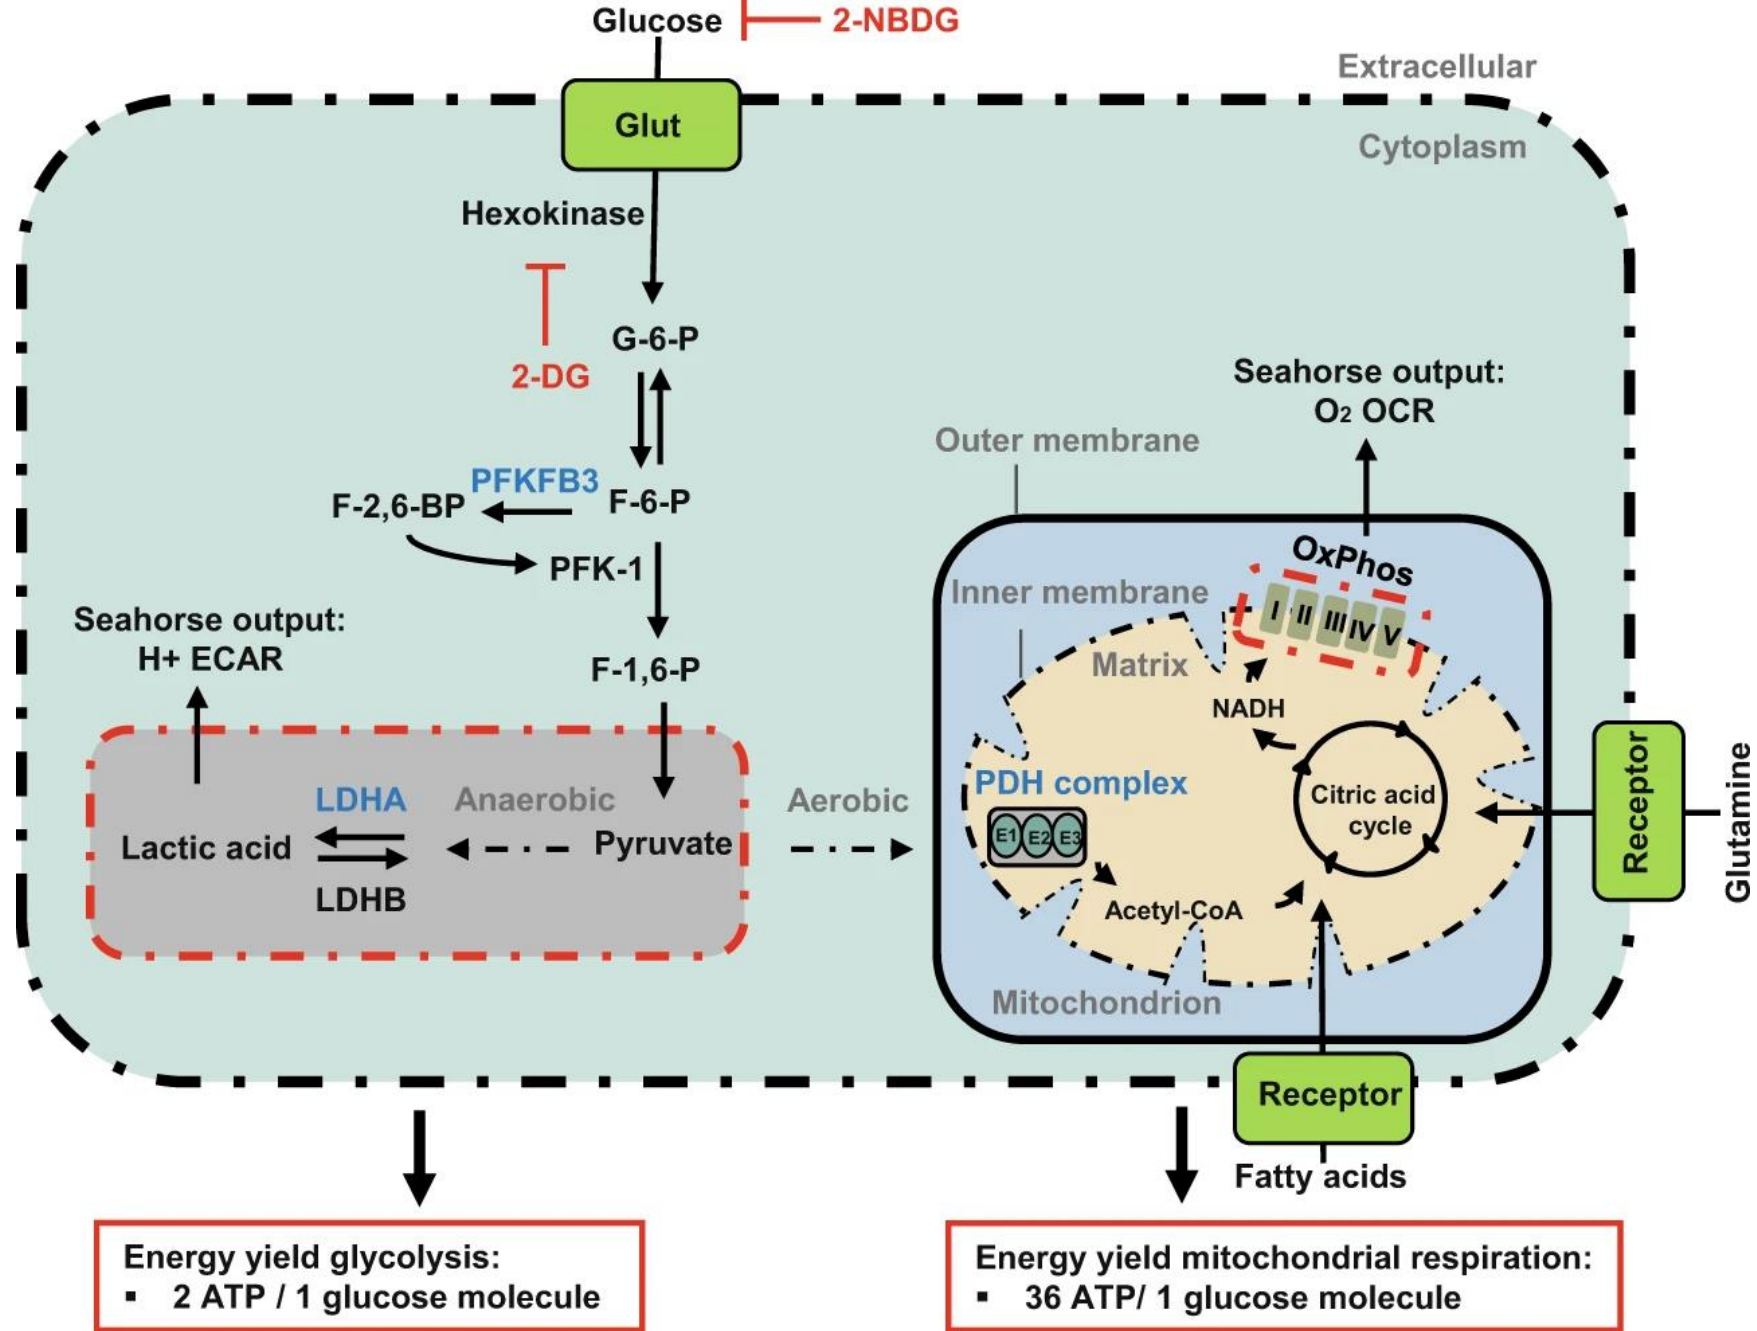 Glucose
2-NBDG
Extracellular
Glut
Cytoplasm
Hexokinase
G-6-P
2-DG
Seahorse output:
O2 OCR
Outer membrane
PFKFB3
F-2,6-BP
F-6-P
PFK-1
OxPhos
Inner membrane
I II III IV V
Seahorse output:
H+ ECAR
F-1,6-P
Matrix
NADH
PDH complex
E1 E2 E3
Citric acid
cycle
Receptor
Glutamine
LDHA
Anaerobic
Aerobic
Lactic acid
Pyruvate
LDHB
Acetyl-CoA
Mitochondrion
Receptor
Fatty acids
Energy yield glycolysis:
▪ 2 ATP / 1 glucose molecule
Energy yield mitochondrial respiration:
▪ 36 ATP/ 1 glucose molecule